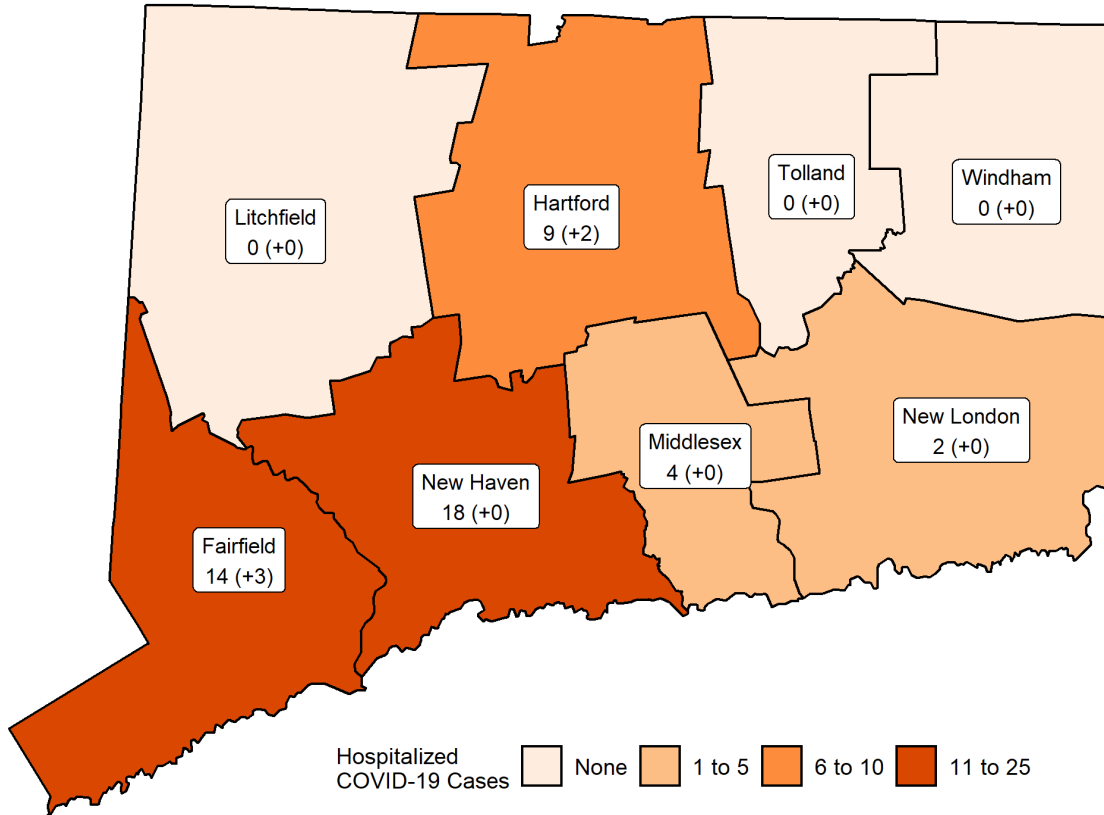 Tolland
0 (+0)
Windham
0 (+0)
Litchfield
0 (+0)
Hartford
9 (+2)
New London
2 (+0)
Middlesex
4 (+0)
New Haven
18 (+0)
Fairfield
14 (+3)
Hospitalized
COVID-19 Cases
None
1 to 5
6 to 10
11 to 25